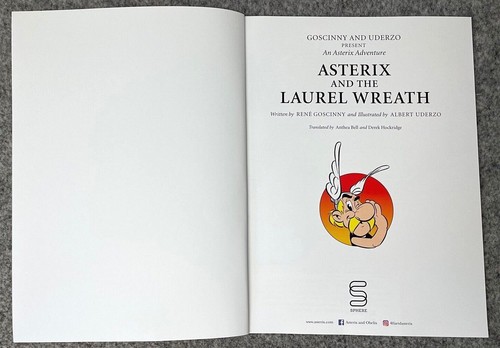 GOSCINNY AND UDERZO
PRESENT
An Asterix Adventure
ASTERIX
AND THE
LAUREL WREATH
Written by RENÉ GOSCINNY and Illustrated by ALBERT UDERZO
Translated by Anthea Bell and Derek Hockridge
SPHERE
www.asterix.com Asterix and Obelix